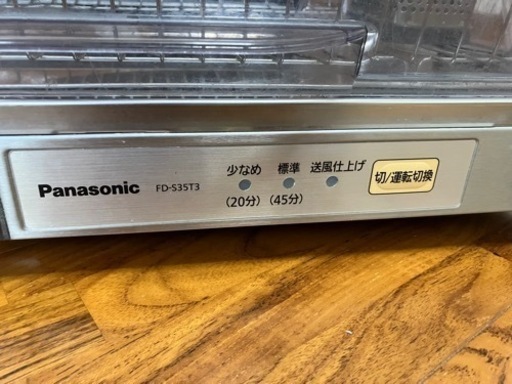 Panasonic FD-S35T3
少なめ 標準 送風仕上げ
(20分) (45分)
切/運転切換